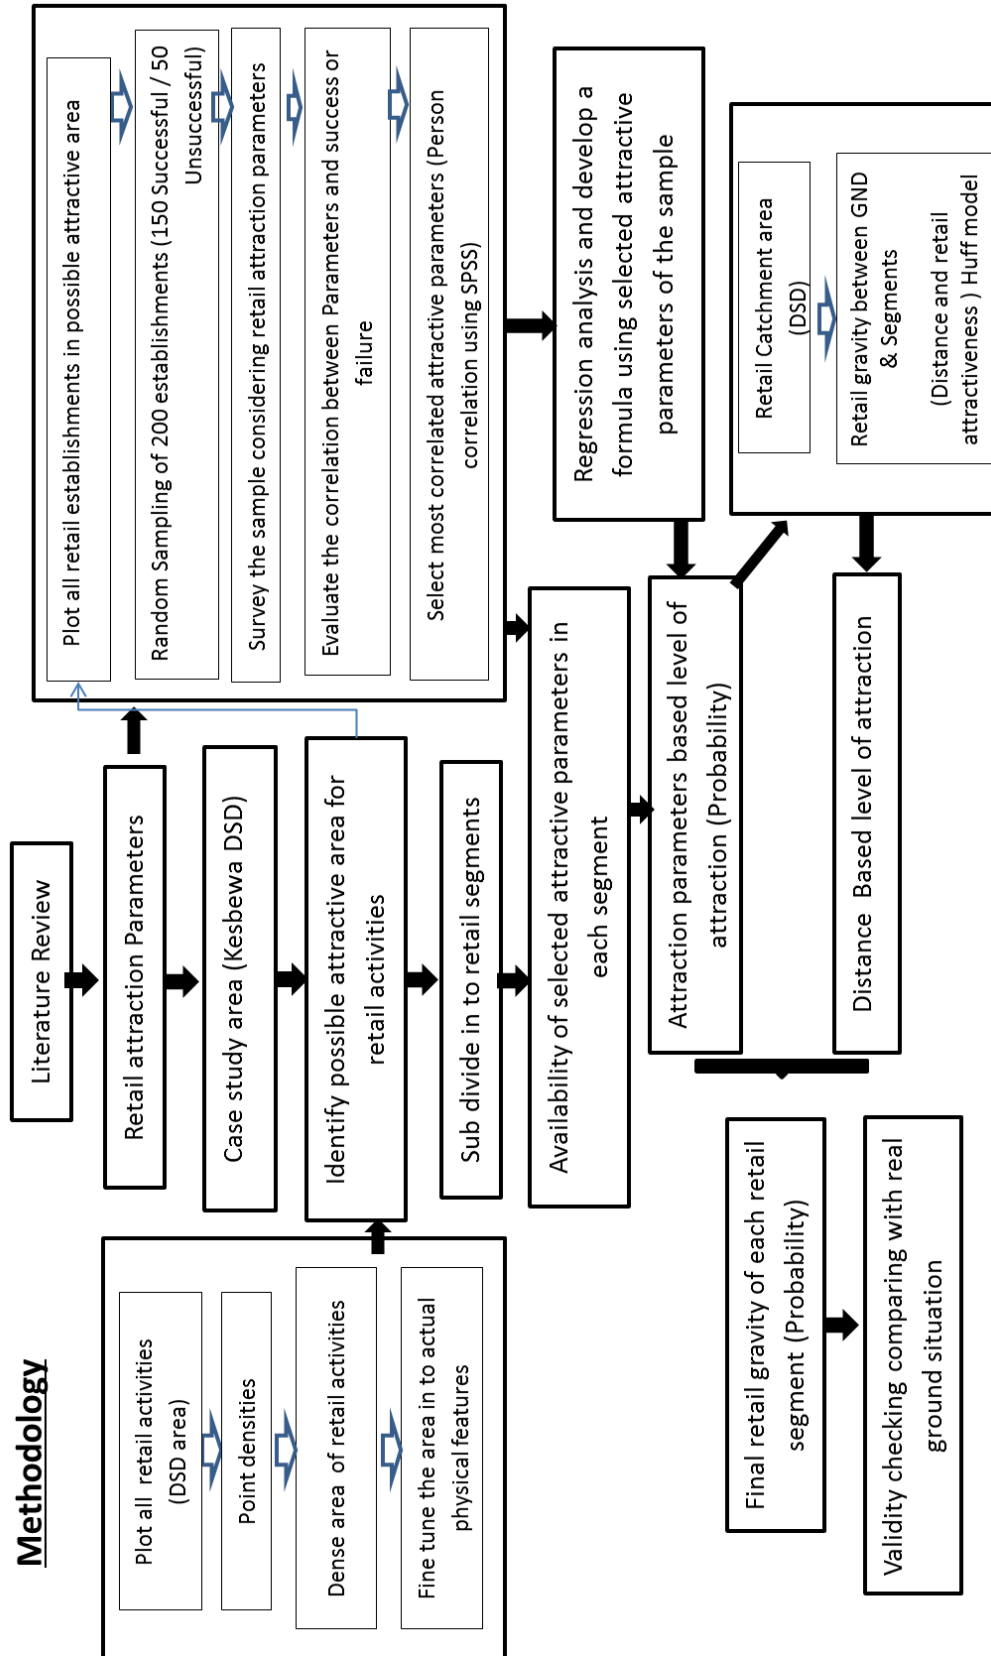 Methodology
Literature Review
Retail attraction Parameters
Case study area (Kesbewa DSD)
Identify possible attractive area for
retail activities
Sub divide in to retail segments
Availability of selected attractive parameters in
each segment
Attraction parameters based level of
attraction (Probability)
Distance Based level of attraction
Plot all retail activities
(DSD area)
Point densities
Dense area of retail activities
Fine tune the area in to actual
physical features
Plot all retail establishments in possible attractive area
Random Sampling of 200 establishments (150 Successful / 50
Unsuccessful)
Survey the sample considering retail attraction parameters
Evaluate the correlation between Parameters and success or
failure
Select most correlated attractive parameters (Person
correlation using SPSS)
Regression analysis and develop a
formula using selected attractive
parameters of the sample
Retail Catchment area
(DSD)
Retail gravity between GND
& Segments
(Distance and retail
attractiveness ) Huff model
Final retail gravity of each retail
segment (Probability)
Validity checking comparing with real
ground situation